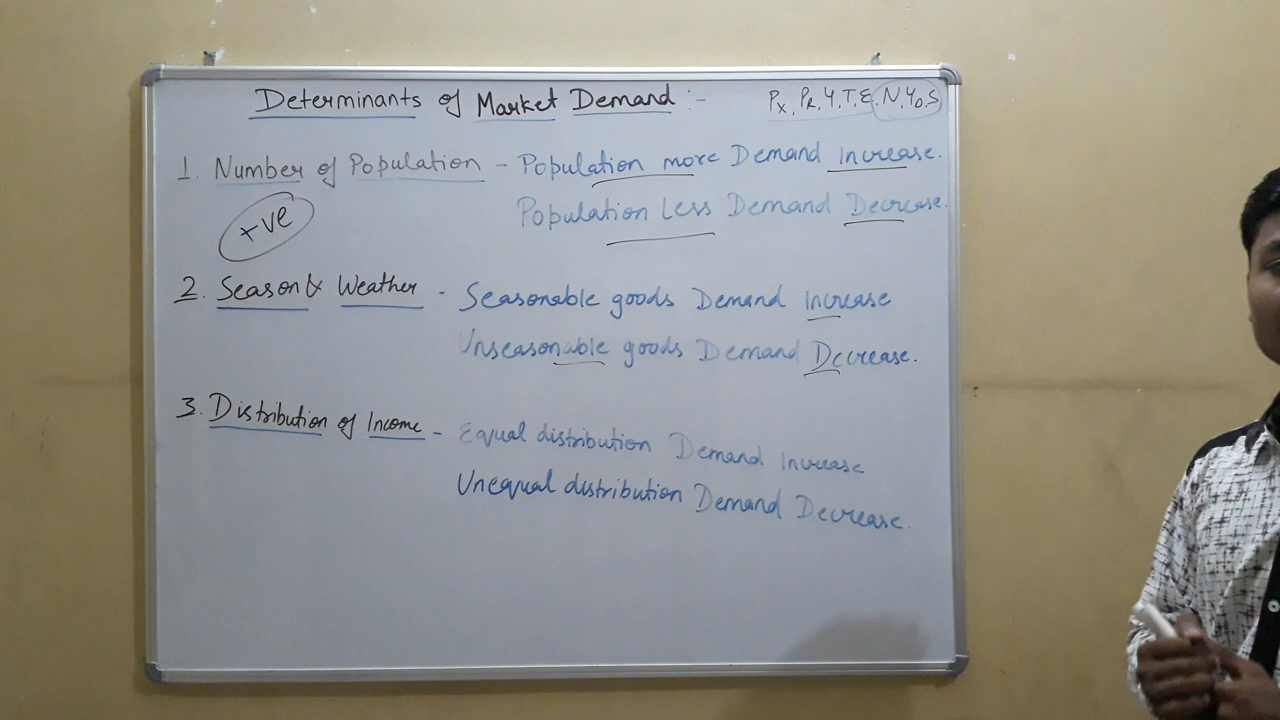 Determinants of Market Demand :-
Px, PR, Y, T, E, N, YD, S
1. Number of Population - Population more Demand increase.
+ve
Population Less Demand Decrease.
2. Season & Weather - Seasonable goods Demand increase
Unseasonable goods Demand Decrease.
3. Distribution of Income - Equal distribution Demand Increase
Unequal distribution Demand Decrease.